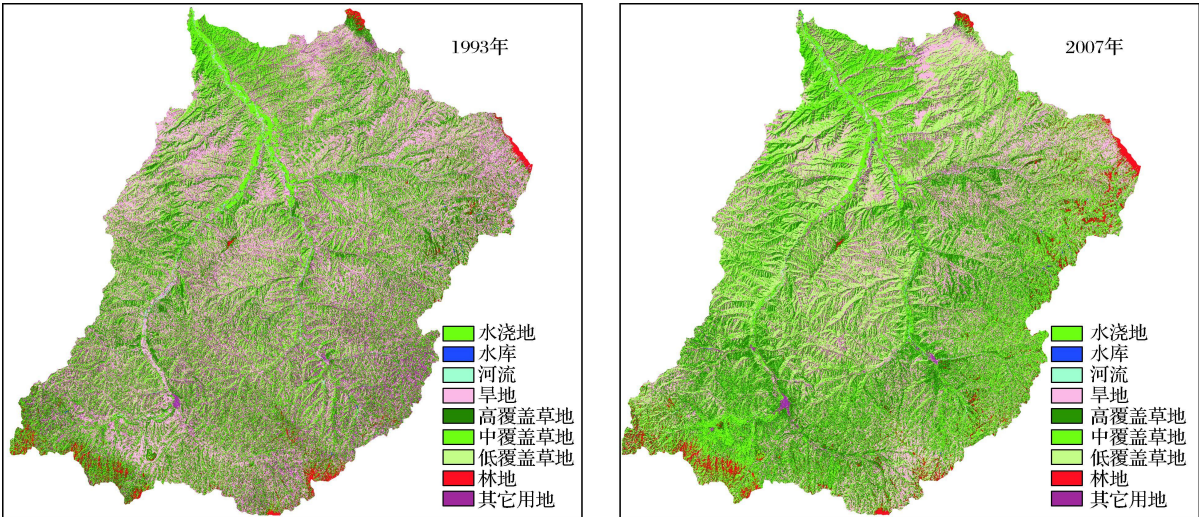 1993年
水浇地
水库
河流
旱地
高覆盖草地
中覆盖草地
低覆盖草地
林地
其它用地
2007年
水浇地
水库
河流
旱地
高覆盖草地
中覆盖草地
低覆盖草地
林地
其它用地